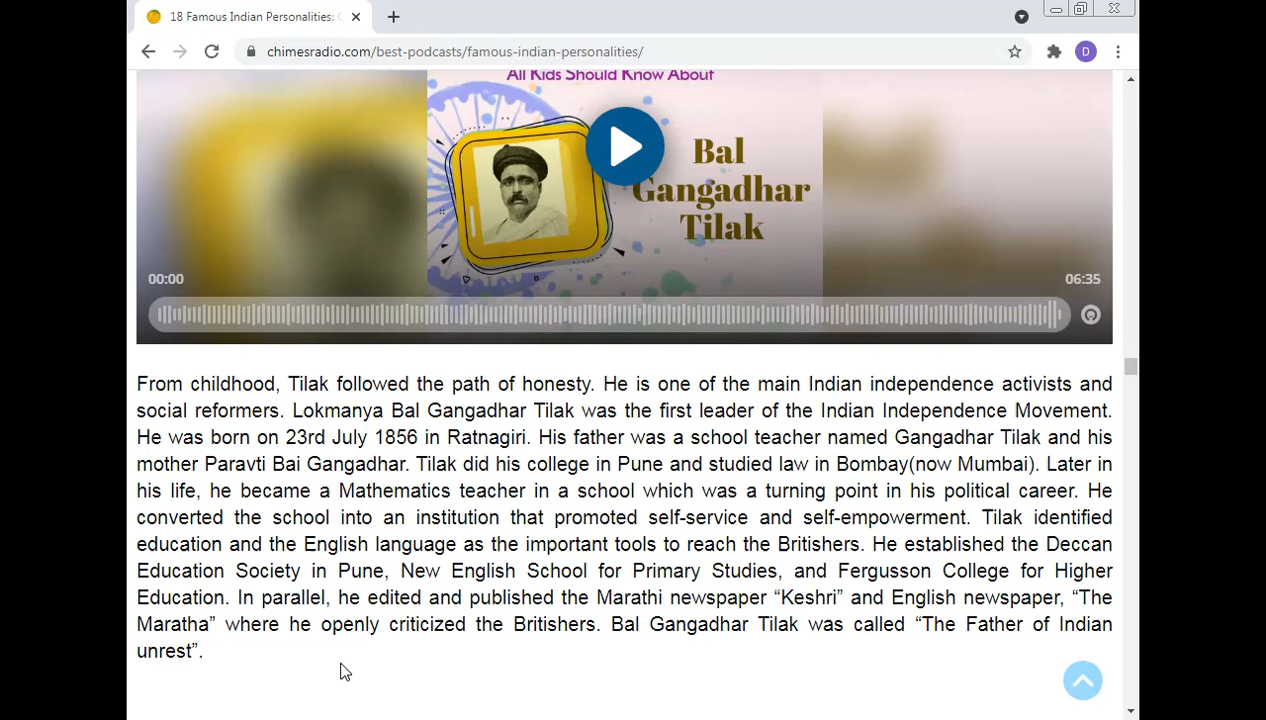 18 Famous Indian Personalities:
chimesradio.com/best-podcasts/famous-indian-personalities/
D
All Kids Should Know About
Bal
Gangadhar
Tilak
00:00
06:35
From childhood, Tilak followed the path of honesty. He is one of the main Indian independence activists and
social reformers. Lokmanya Bal Gangadhar Tilak was the first leader of the Indian Independence Movement.
He was born on 23rd July 1856 in Ratnagiri. His father was a school teacher named Gangadhar Tilak and his
mother Paravti Bai Gangadhar. Tilak did his college in Pune and studied law in Bombay(now Mumbai). Later in
his life, he became a Mathematics teacher in a school which was a turning point in his political career. He
converted the school into an institution that promoted self-service and self-empowerment. Tilak identified
education and the English language as the important tools to reach the Britishers. He established the Deccan
Education Society in Pune, New English School for Primary Studies, and Fergusson College for Higher
Education. In parallel, he edited and published the Marathi newspaper “Keshri” and English newspaper, “The
Maratha” where he openly criticized the Britishers. Bal Gangadhar Tilak was called “The Father of Indian
unrest”.